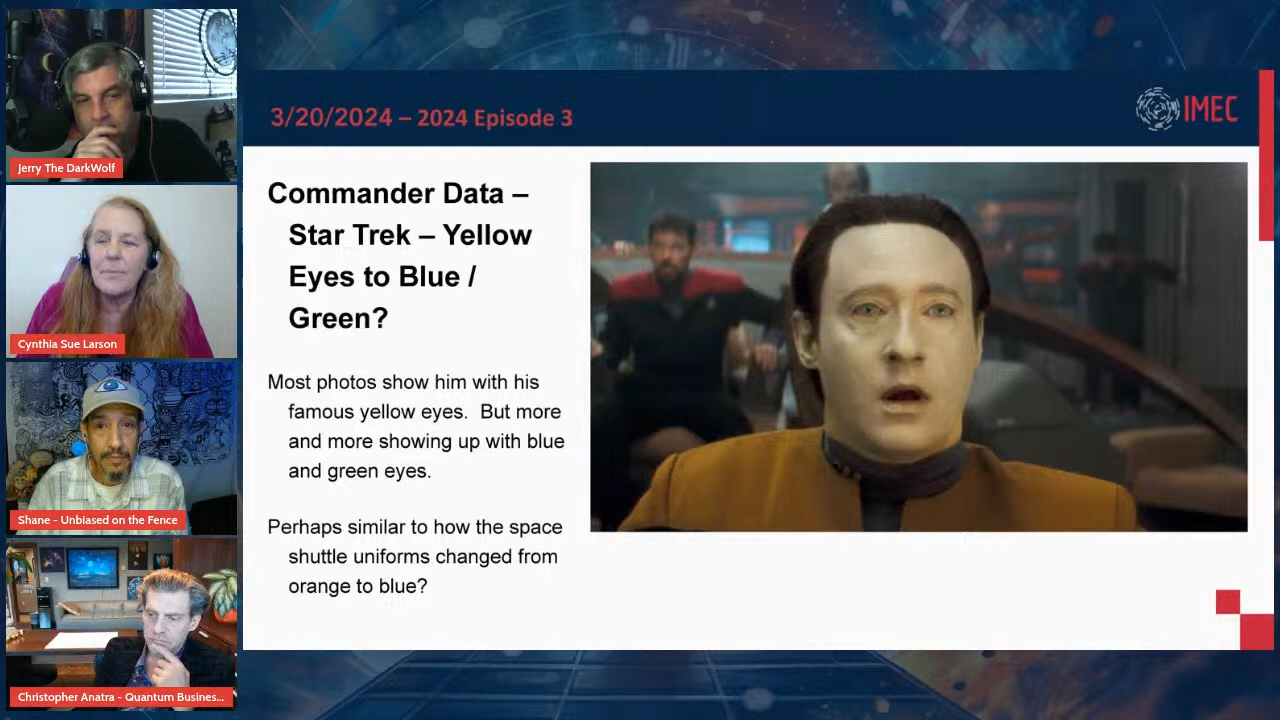 Jerry The DarkWolf
Cynthia Sue Larson
Shane - Unbiased on the Fence
Christopher Anatra - Quantum Busines...
3/20/2024 – 2024 Episode 3
IMEC
Commander Data –
Star Trek – Yellow
Eyes to Blue /
Green?
Most photos show him with his
famous yellow eyes.  But more
and more showing up with blue
and green eyes.
Perhaps similar to how the space
shuttle uniforms changed from
orange to blue?